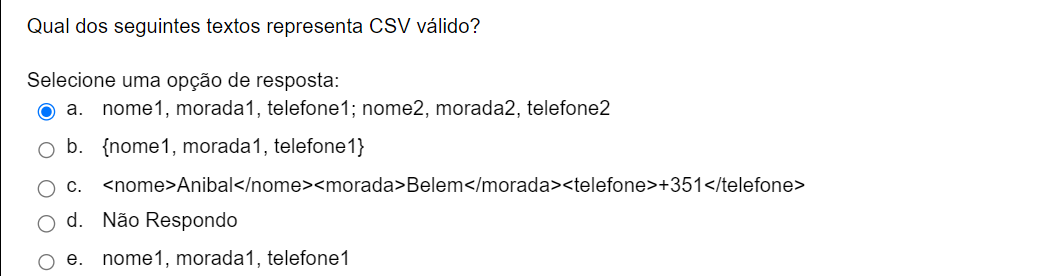 Qual dos seguintes textos representa CSV válido?
Selecione uma opção de resposta:
a. nome1, morada1, telefone1; nome2, morada2, telefone2
b. {nome1, morada1, telefone1}
c. <nome>Anibal</nome><morada>Belem</morada><telefone>+351</telefone>
d. Não Respondo
e. nome1, morada1, telefone1